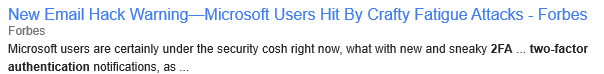 New Email Hack Warning—Microsoft Users Hit By Crafty Fatigue Attacks - Forbes
Forbes
Microsoft users are certainly under the security cosh right now, what with new and sneaky 2FA ... two-factor
authentication notifications, as ...